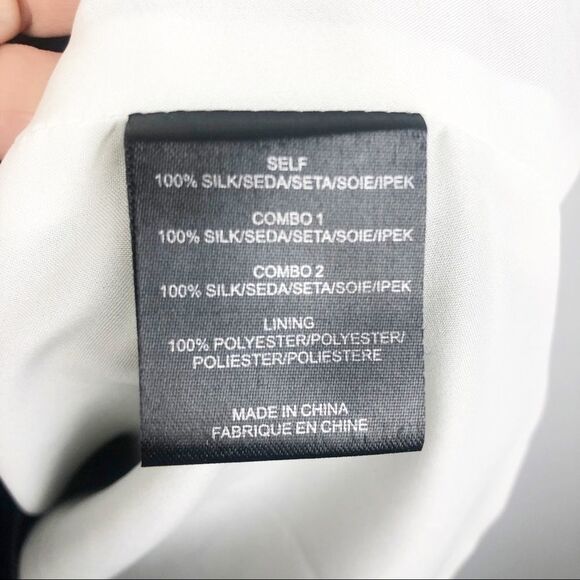 SELF
100% SILK/SEDA/SETA/SOIE/IPEK
COMBO 1
100% SILK/SEDA/SETA/SOIE/IPEK
COMBO 2
100% SILK/SEDA/SETA/SOIE/IPEK
LINING
100% POLYESTER/POLYESTER/
POLIESTER/POLIESTERE
MADE IN CHINA
FABRIQUE EN CHINE